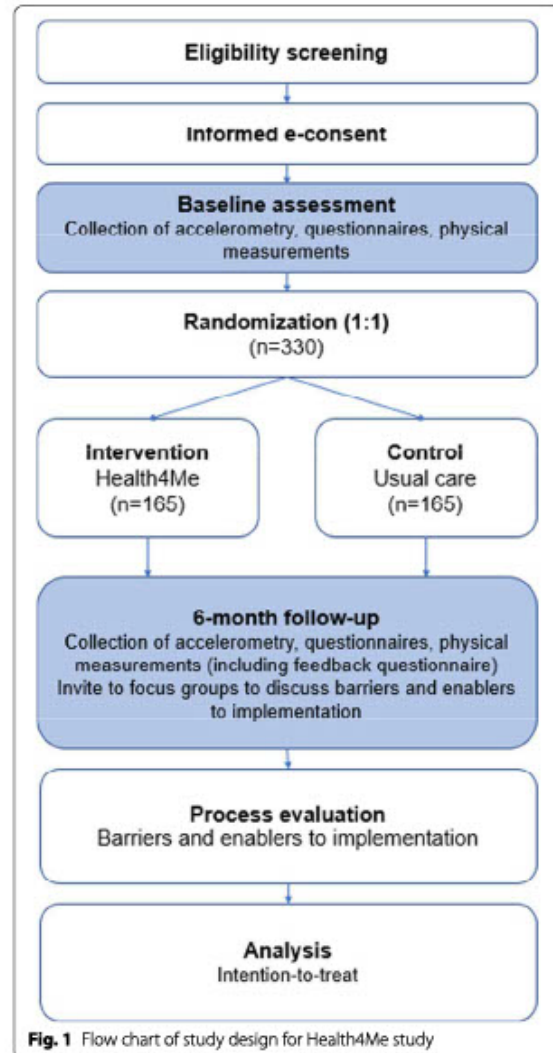 Eligibility screening
Informed e-consent
Baseline assessment
Collection of accelerometry, questionnaires, physical
measurements
Randomization (1:1)
(n=330)
Intervention
Health4Me
(n=165)
Control
Usual care
(n=165)
6-month follow-up
Collection of accelerometry, questionnaires, physical
measurements (including feedback questionnaire)
Invite to focus groups to discuss barriers and enablers
to implementation
Process evaluation
Barriers and enablers to implementation
Analysis
Intention-to-treat
Fig. 1 Flow chart of study design for Health4Me study